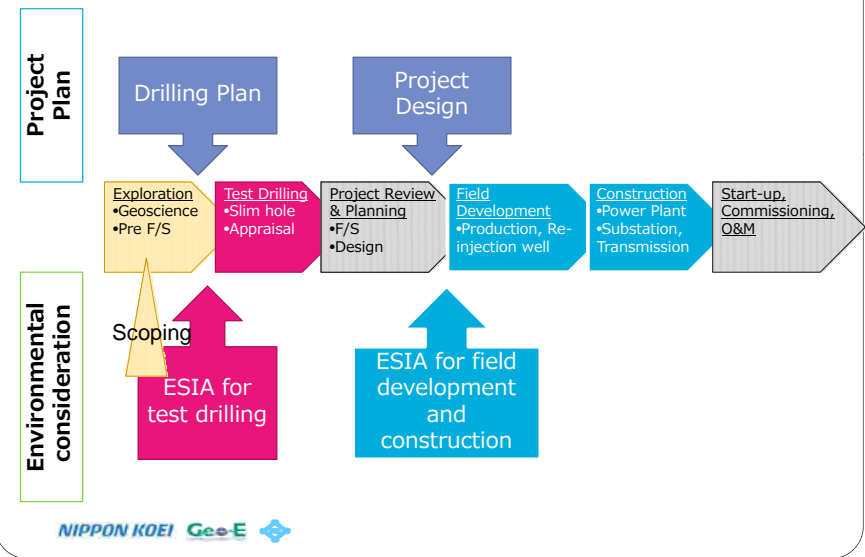 Project
Plan
Drilling Plan
Project
Design
Exploration
•Geoscience
•Pre F/S
Test Drilling
•Slim hole
•Appraisal
Project Review
& Planning
•F/S
•Design
Field
Development
•Production, Re-
injection well
Construction
•Power Plant
•Substation,
Transmission
Start-up,
Commissioning,
O&M
Environmental
consideration
Scoping
ESIA for
test drilling
ESIA for field
development
and
construction
NIPPON KOEI Geo-E